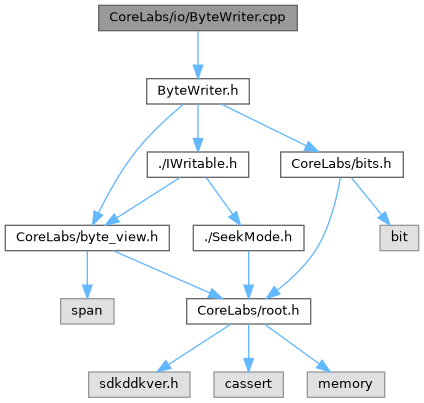 CoreLabs/io/ByteWriter.cpp
ByteWriter.h
./IWritable.h
CoreLabs/bits.h
CoreLabs/byte_view.h
./SeekMode.h
bit
span
CoreLabs/root.h
sdkddkver.h
cassert
memory